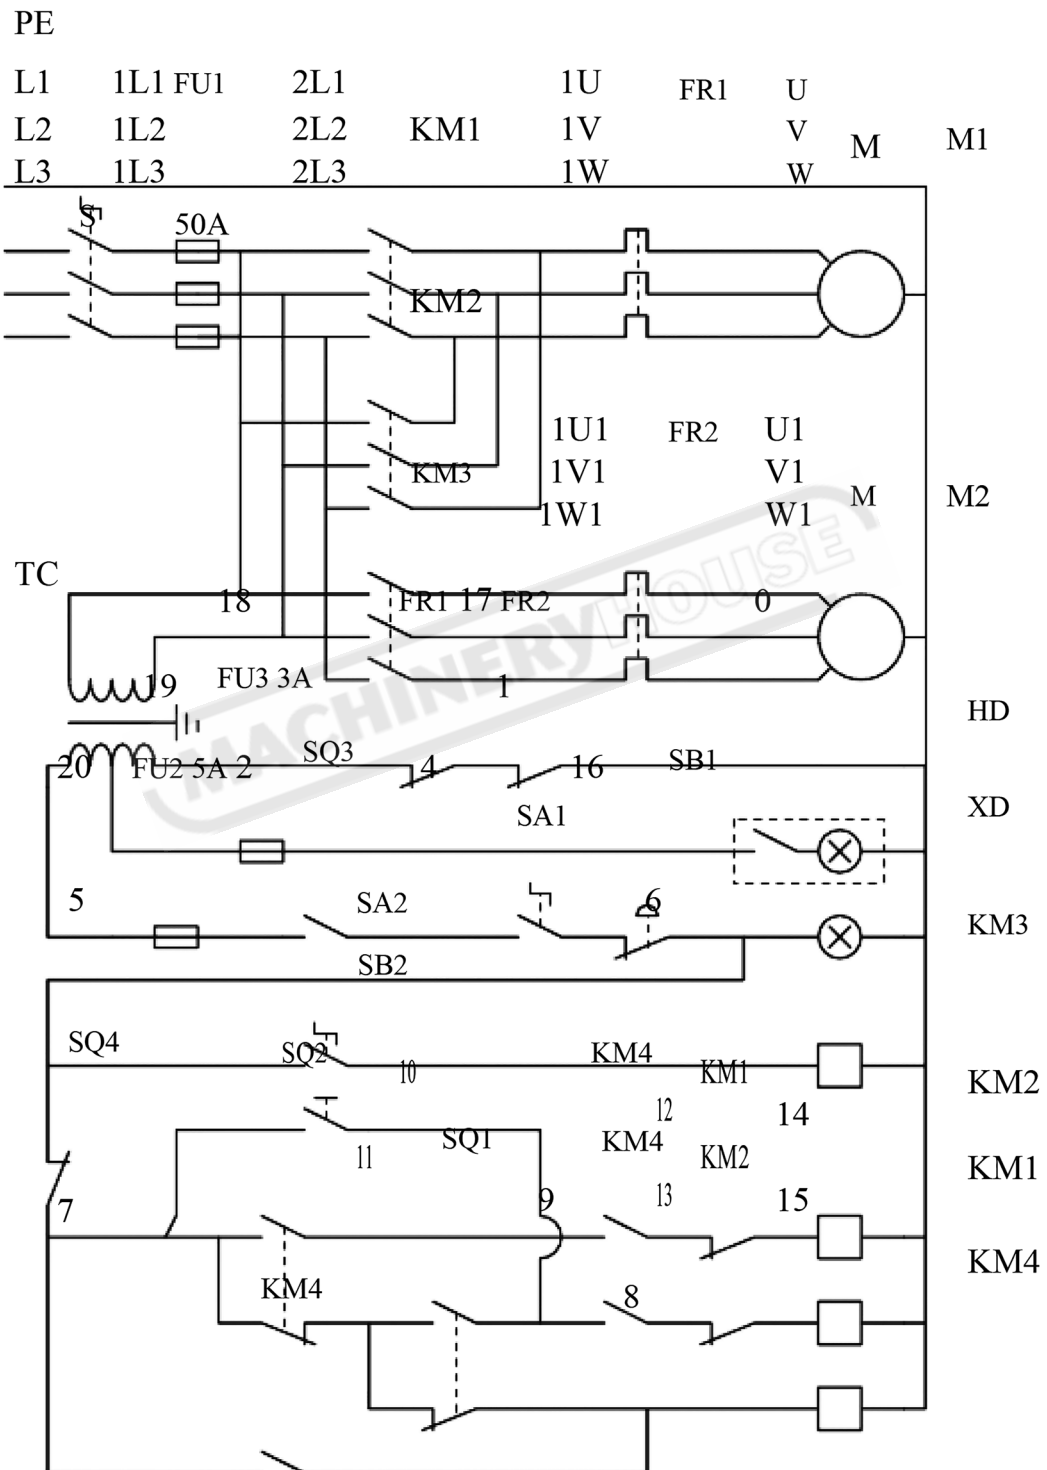 PE
L1 1L1 FU1 2L1 1U FR1 U
L2 1L2 2L2 KM1 1V V M M1
L3 1L3 2L3 1W W
S 50A
KM2
1U1 FR2 U1
KM3 1V1 V1 M M2
1W1 W1
TC
18 FR1 17 FR2 0
19 FU3 3A 1
HD
20 FU2 5A 2 SQ3 4 16 SB1
SA1 XD
5 SA2 6
KM3
SB2
SQ4 SQ2 10 KM4 KM1
12 14 KM2
11 SQ1 KM4 KM2
KM1
7 9 13 15
KM4 8 KM4
MACHINERYHOUSE